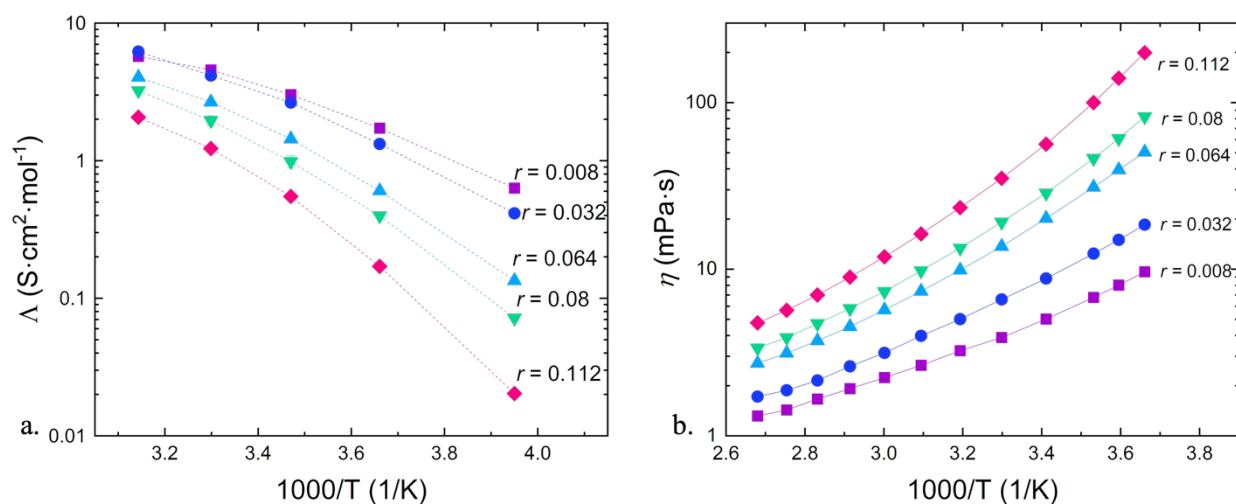 10
1
0.1
0.01
Λ (S·cm²·mol⁻¹)
r = 0.008
r = 0.032
r = 0.064
r = 0.08
r = 0.112
a.
3.2 3.4 3.6 3.8 4.0
1000/T (1/K)
100
10
1
η (mPa·s)
r = 0.112
r = 0.08
r = 0.064
r = 0.032
r = 0.008
b.
2.6 2.8 3.0 3.2 3.4 3.6 3.8
1000/T (1/K)